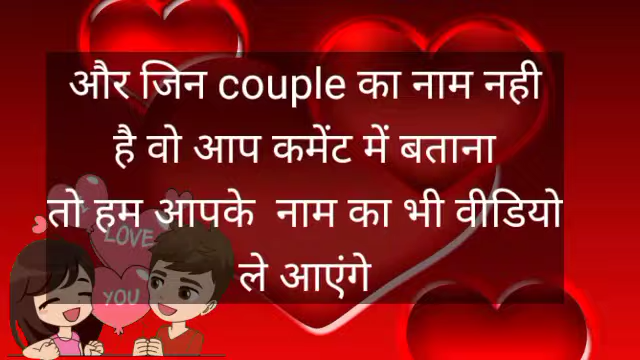 और जिन couple का नाम नही
है वो आप कमेंट में बताना
तो हम आपके नाम का भी वीडियो
ले आएंगे
LOVE
YOU